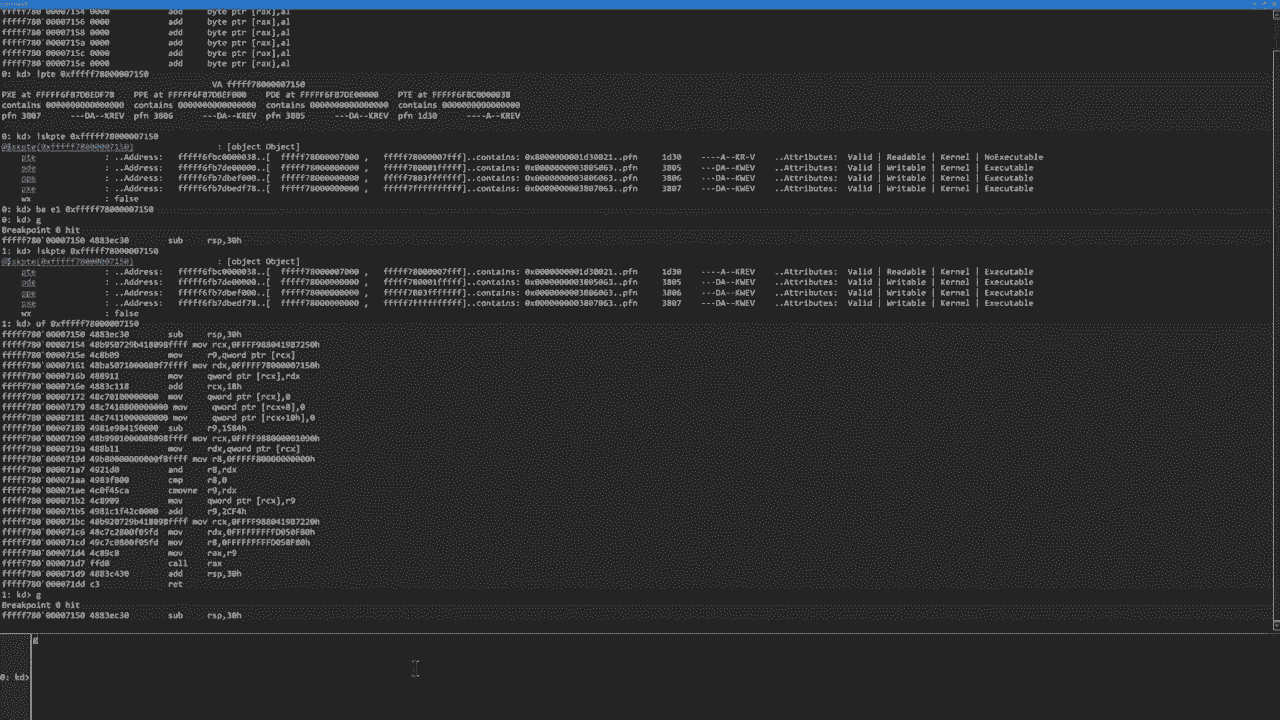 fffff780`00007154 0000 add byte ptr [rax],al
fffff780`00007156 0000 add byte ptr [rax],al
fffff780`00007158 0000 add byte ptr [rax],al
fffff780`0000715a 0000 add byte ptr [rax],al
fffff780`0000715c 0000 add byte ptr [rax],al
fffff780`0000715e 0000 add byte ptr [rax],al
0: kd> !pte 0xfffff78000007150
VA fffff78000007150
PXE at FFFFF6FB7DBEDF78 PPE at FFFFF6FB7DBEF000 PDE at FFFFF6FB7DE00000 PTE at FFFFF6FBC0000038
contains 0000000000000000 contains 0000000000000000 contains 0000000000000000 contains 0000000000000000
pfn 3807 ---DA--KREV pfn 3806 ---DA--KREV pfn 3805 ---DA--KREV pfn 1d30 ----A--KREV
0: kd> !skpte 0xfffff78000007150
@$skpte(0xfffff78000007150) : [object Object]
pte : ..Address: fffff6fbc0000038..[ fffff78000007000 , fffff78000007fff]..contains: 0x8000000001d30021..pfn 1d30 ----A--KR-V ..Attributes: Valid | Readable | Kernel | NoExecutable
pde : ..Address: fffff6fb7de00000..[ fffff78000000000 , fffff780001fffff]..contains: 0x0000000003805063..pfn 3805 ---DA--KWEV ..Attributes: Valid | Writable | Kernel | Executable
ppe : ..Address: fffff6fb7dbef000..[ fffff78000000000 , fffff7803fffffff]..contains: 0x0000000003806063..pfn 3806 ---DA--KWEV ..Attributes: Valid | Writable | Kernel | Executable
pxe : ..Address: fffff6fb7dbedf78..[ fffff78000000000 , fffff7ffffffffff]..contains: 0x0000000003807063..pfn 3807 ---DA--KWEV ..Attributes: Valid | Writable | Kernel | Executable
wx : false
0: kd> ba e1 0xfffff78000007150
0: kd> g
Breakpoint 0 hit
fffff780`00007150 4883ec30 sub rsp,30h
1: kd> !skpte 0xfffff78000007150
@$skpte(0xfffff78000007150) : [object Object]
pte : ..Address: fffff6fbc0000038..[ fffff78000007000 , fffff78000007fff]..contains: 0x0000000001d30021..pfn 1d30 ----A--KREV ..Attributes: Valid | Readable | Kernel | Executable
pde : ..Address: fffff6fb7de00000..[ fffff78000000000 , fffff780001fffff]..contains: 0x0000000003805063..pfn 3805 ---DA--KWEV ..Attributes: Valid | Writable | Kernel | Executable
ppe : ..Address: fffff6fb7dbef000..[ fffff78000000000 , fffff7803fffffff]..contains: 0x0000000003806063..pfn 3806 ---DA--KWEV ..Attributes: Valid | Writable | Kernel | Executable
pxe : ..Address: fffff6fb7dbedf78..[ fffff78000000000 , fffff7ffffffffff]..contains: 0x0000000003807063..pfn 3807 ---DA--KWEV ..Attributes: Valid | Writable | Kernel | Executable
wx : false
1: kd> uf 0xfffff78000007150
fffff780`00007150 4883ec30 sub rsp,30h
fffff780`00007154 48b950729b418098ffff mov rcx,0FFFF9880419B7250h
fffff780`0000715e 4c8b09 mov r9,qword ptr [rcx]
fffff780`00007161 48ba5071000080f7ffff mov rdx,0FFFFF78000007150h
fffff780`0000716b 488911 mov qword ptr [rcx],rdx
fffff780`0000716e 4883c118 add rcx,18h
fffff780`00007172 48c70100000000 mov qword ptr [rcx],0
fffff780`00007179 48c7410800000000 mov qword ptr [rcx+8],0
fffff780`00007181 48c7411000000000 mov qword ptr [rcx+10h],0
fffff780`00007189 4981e984150000 sub r9,1584h
fffff780`00007190 48b9901000008098ffff mov rcx,0FFFF988000001090h
fffff780`0000719a 488b11 mov rdx,qword ptr [rcx]
fffff780`0000719d 49b80000000000f8ffff mov r8,0FFFFF80000000000h
fffff780`000071a7 4921d0 and r8,rdx
fffff780`000071aa 4983f800 cmp r8,0
fffff780`000071ae 4c0f45ca cmovne r9,rdx
fffff780`000071b2 4c8909 mov qword ptr [rcx],r9
fffff780`000071b5 4981c1f42c0000 add r9,2CF4h
fffff780`000071bc 48b920729b418098ffff mov rcx,0FFFF9880419B7220h
fffff780`000071c6 48c7c2800f05fd mov rdx,0FFFFFFFFFD050F80h
fffff780`000071cd 49c7c0800f05fd mov r8,0FFFFFFFFFD050F80h
fffff780`000071d4 4c89c8 mov rax,r9
fffff780`000071d7 ffd0 call rax
fffff780`000071d9 4883c430 add rsp,30h
fffff780`000071dd c3 ret
1: kd> g
Breakpoint 0 hit
fffff780`00007150 4883ec30 sub rsp,30h
0: kd>